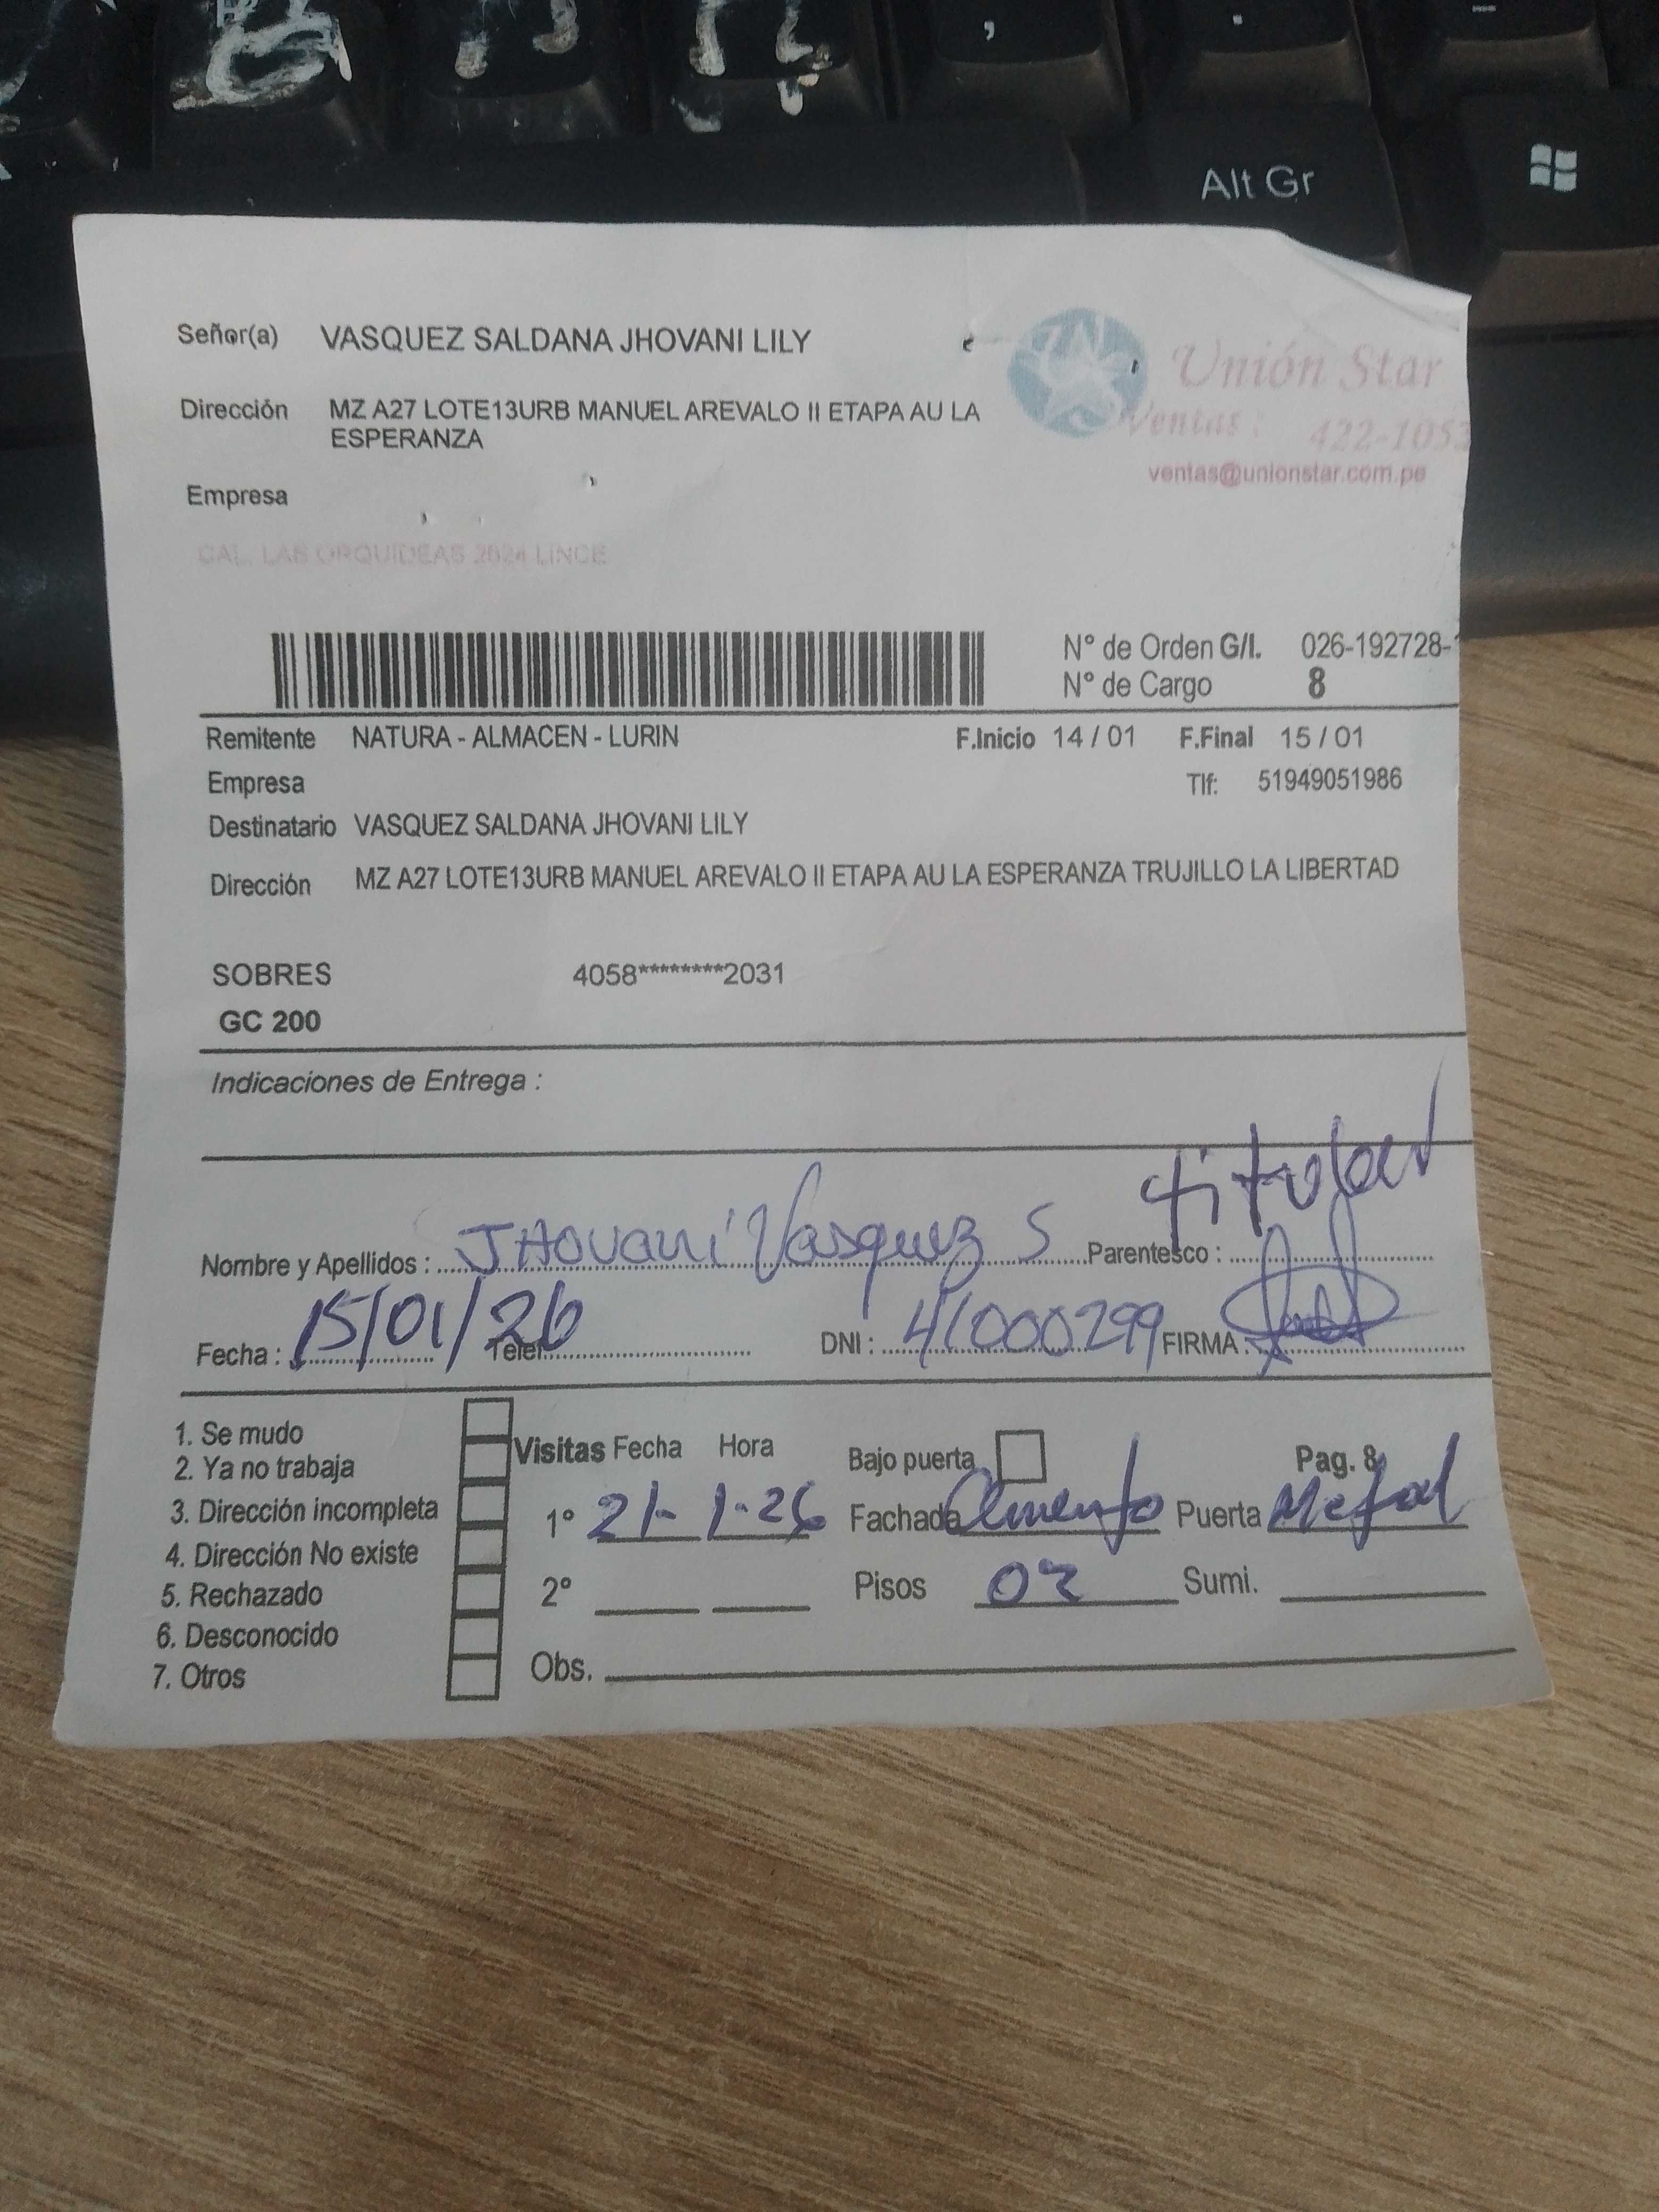 Alt Gr
Señor(a) VASQUEZ SALDANA JHOVANI LILY
Unión Star
Dirección MZ A27 LOTE13URB MANUEL AREVALO II ETAPA AU LA
ESPERANZA
Ventas : 422-1053
ventas@unionstar.com.pe
Empresa
CAL. LAS ORQUIDEAS 2624 LINCE
N° de Orden G/I. 026-192728-
N° de Cargo 8
Remitente NATURA - ALMACEN - LURIN F.Inicio 14 / 01 F.Final 15 / 01
Empresa Tlf: 51949051986
Destinatario VASQUEZ SALDANA JHOVANI LILY
Dirección MZ A27 LOTE13URB MANUEL AREVALO II ETAPA AU LA ESPERANZA TRUJILLO LA LIBERTAD
SOBRES 4058********2031
GC 200
Indicaciones de Entrega :
Nombre y Apellidos : JHovani Vasquez S Parentesco : titular
Fecha : 15/01/26 Telef. DNI : 41000299 FIRMA :
1. Se mudo
2. Ya no trabaja
3. Dirección incompleta
4. Dirección No existe
5. Rechazado
6. Desconocido
7. Otros
Visitas Fecha Hora Bajo puerta Pag. 8
1° 21-1-26 Fachada Puerta Metal
2° Pisos 02 Sumi.
Obs.